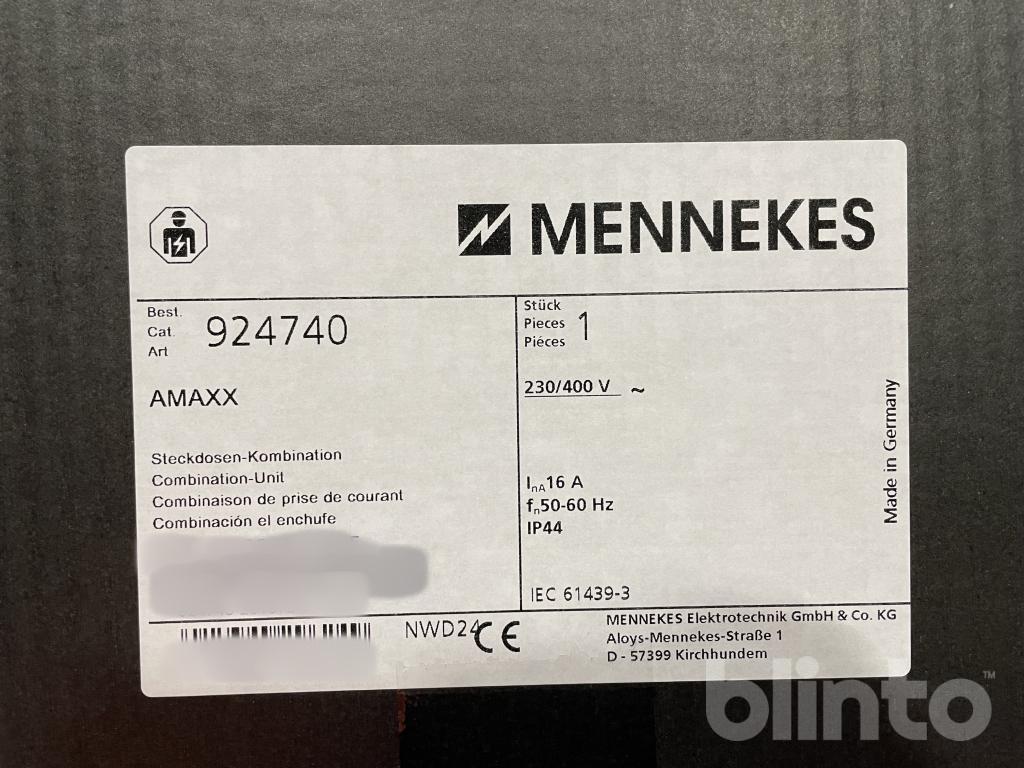 MENNEKES
Best.
Cat.
Art
924740
AMAXX
Steckdosen-Kombination
Combination-Unit
Combinaison de prise de courant
Combinación el enchufe
Stück
Pieces
Piéces
1
230/400 V ~
InA16 A
fn50-60 Hz
IP44
IEC 61439-3
Made in Germany
NWD24
CE
MENNEKES Elektrotechnik GmbH & Co. KG
Aloys-Mennekes-Straße 1
D - 57399 Kirchhundem
blinto™